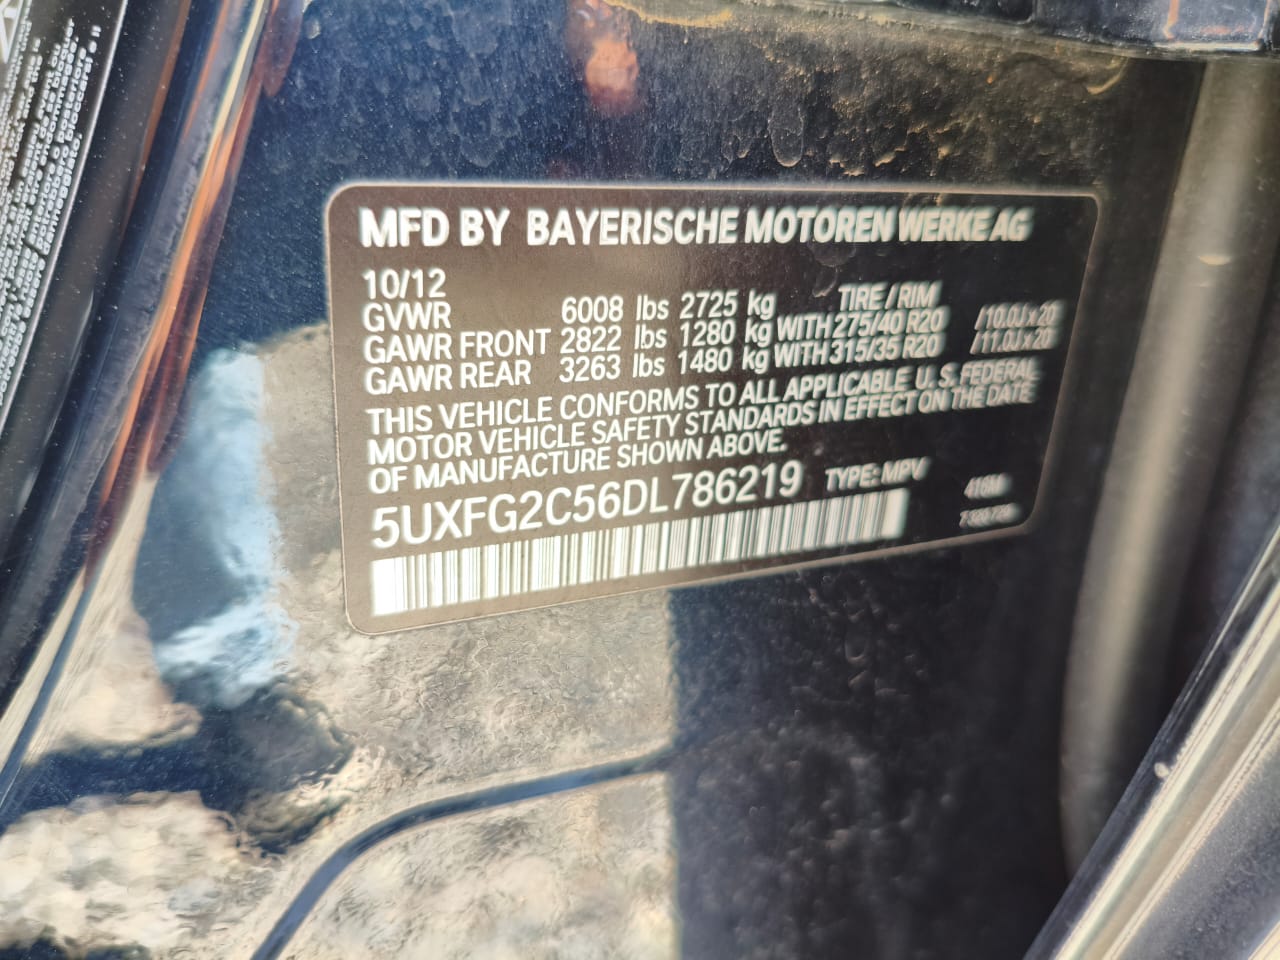 MFD BY BAYERISCHE MOTOREN WERKE AG
10/12
TIRE / RIM
GVWR 6008 lbs 2725 kg
GAWR FRONT 2822 lbs 1280 kg WITH 275/40 R20 /10.0J x 20
GAWR REAR 3263 lbs 1480 kg WITH 315/35 R20 /11.0J x 20
THIS VEHICLE CONFORMS TO ALL APPLICABLE U. S. FEDERAL
MOTOR VEHICLE SAFETY STANDARDS IN EFFECT ON THE DATE
OF MANUFACTURE SHOWN ABOVE.
5UXFG2C56DL786219 TYPE: MPV